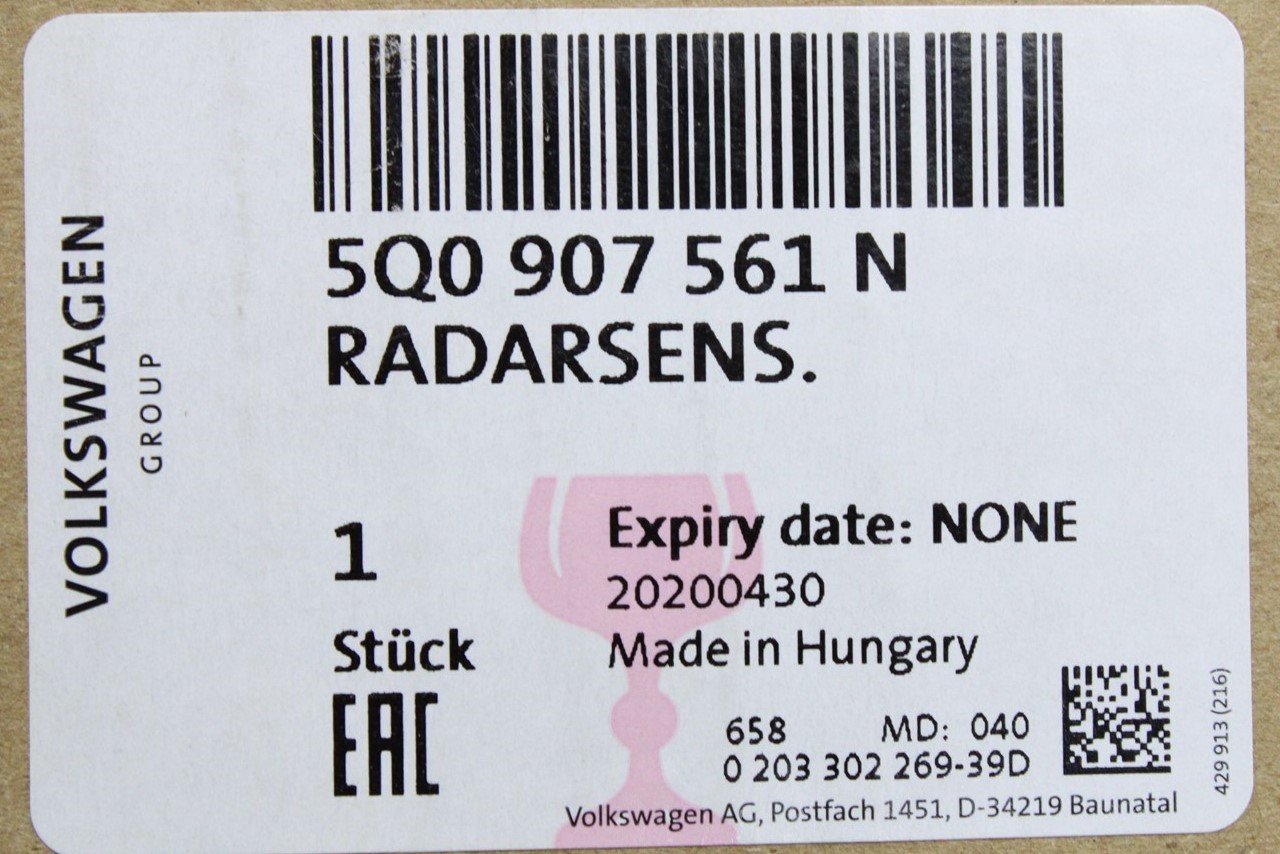 VOLKSWAGEN
GROUP
5Q0 907 561 N
RADARSENS.
1
Stück
EAC
Expiry date: NONE
20200430
Made in Hungary
658 MD: 040
0 203 302 269-39D
Volkswagen AG, Postfach 1451, D-34219 Baunatal
429 913 (216)